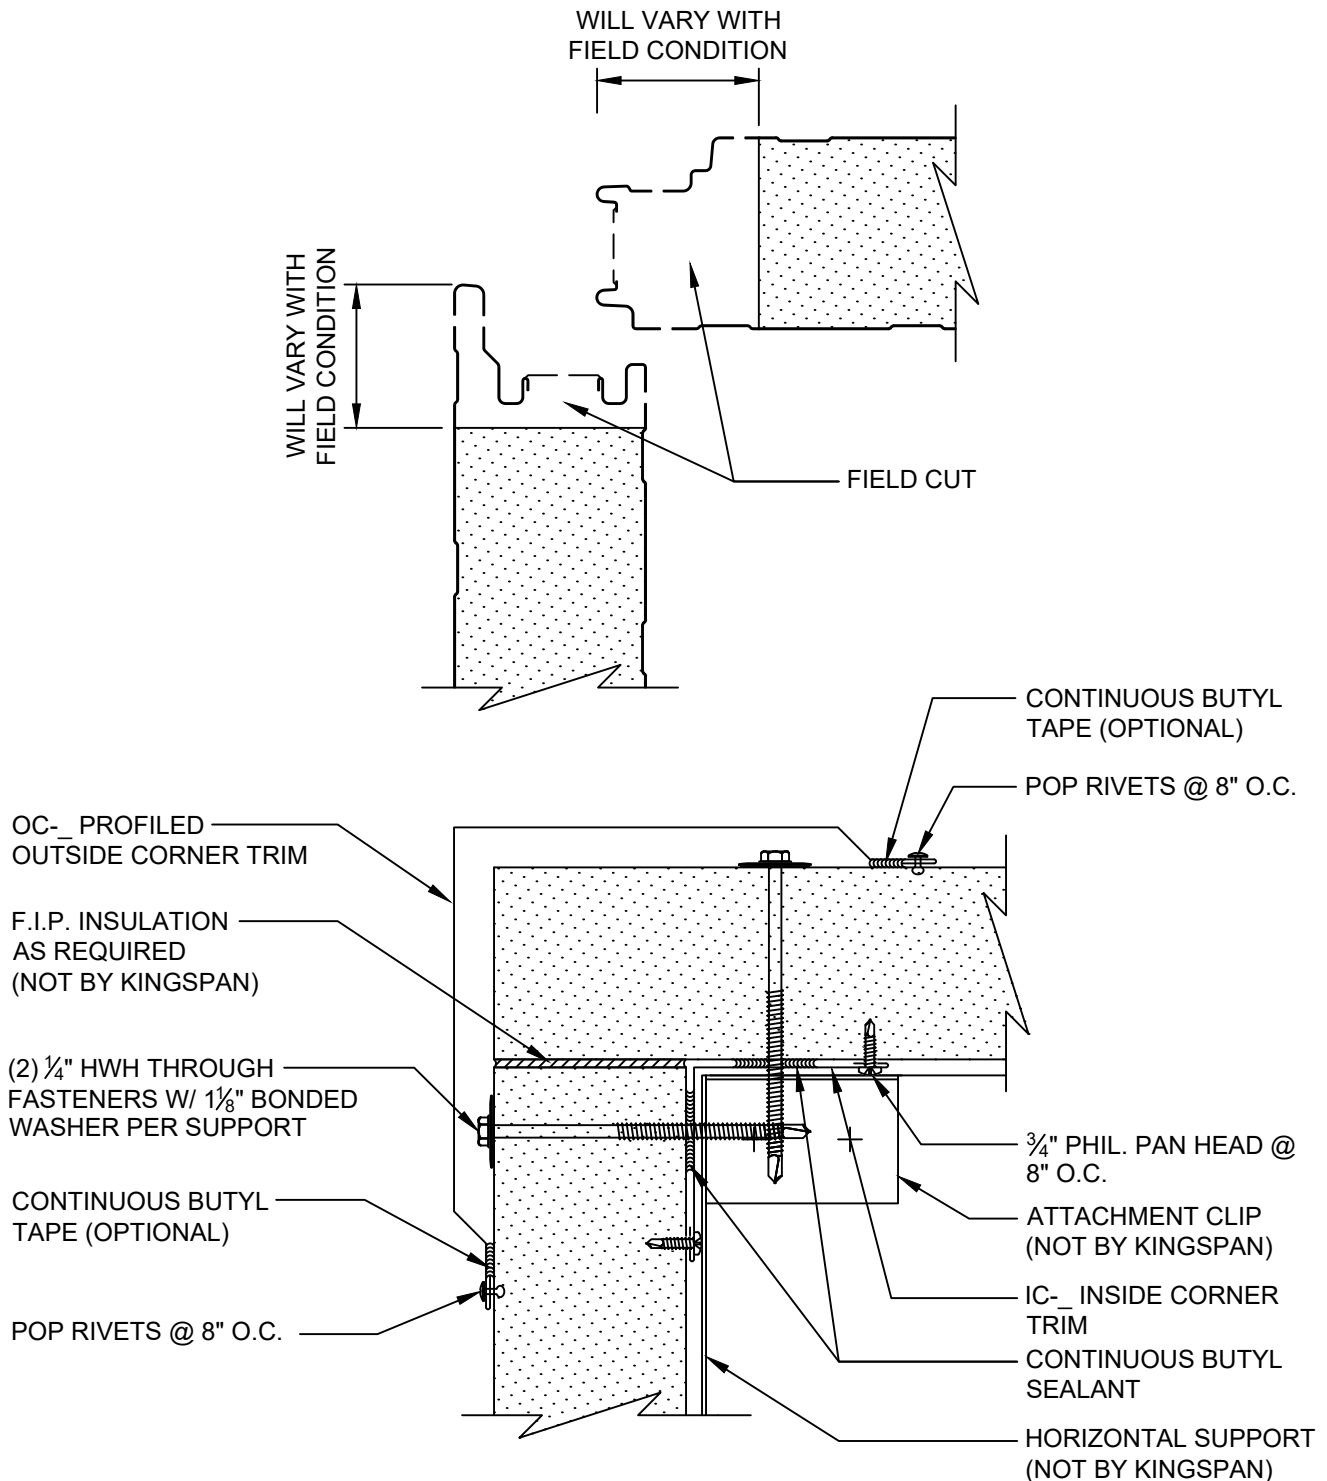 WILL VARY WITH
FIELD CONDITION
WILL VARY WITH
FIELD CONDITION
FIELD CUT
CONTINUOUS BUTYL
TAPE (OPTIONAL)
POP RIVETS @ 8" O.C.
OC-_ PROFILED
OUTSIDE CORNER TRIM
F.I.P. INSULATION
AS REQUIRED
(NOT BY KINGSPAN)
(2) ¼" HWH THROUGH
FASTENERS W/ 1⅛" BONDED
WASHER PER SUPPORT
CONTINUOUS BUTYL
TAPE (OPTIONAL)
POP RIVETS @ 8" O.C.
¾" PHIL. PAN HEAD @
8" O.C.
ATTACHMENT CLIP
(NOT BY KINGSPAN)
IC-_ INSIDE CORNER
TRIM
CONTINUOUS BUTYL
SEALANT
HORIZONTAL SUPPORT
(NOT BY KINGSPAN)